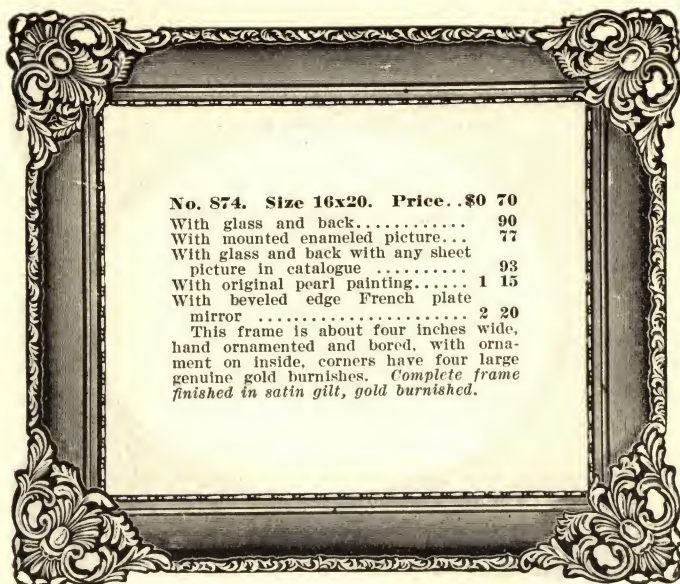 No. 874. Size 16x20. Price..$0 70
With glass and back............ 90
With mounted enameled picture... 77
With glass and back with any sheet
picture in catalogue .......... 93
With original pearl painting...... 1 15
With beveled edge French plate
mirror ....................... 2 20
This frame is about four inches wide,
hand ornamented and bored, with orna-
ment on inside, corners have four large
genuine gold burnishes. Complete frame
finished in satin gilt, gold burnished.